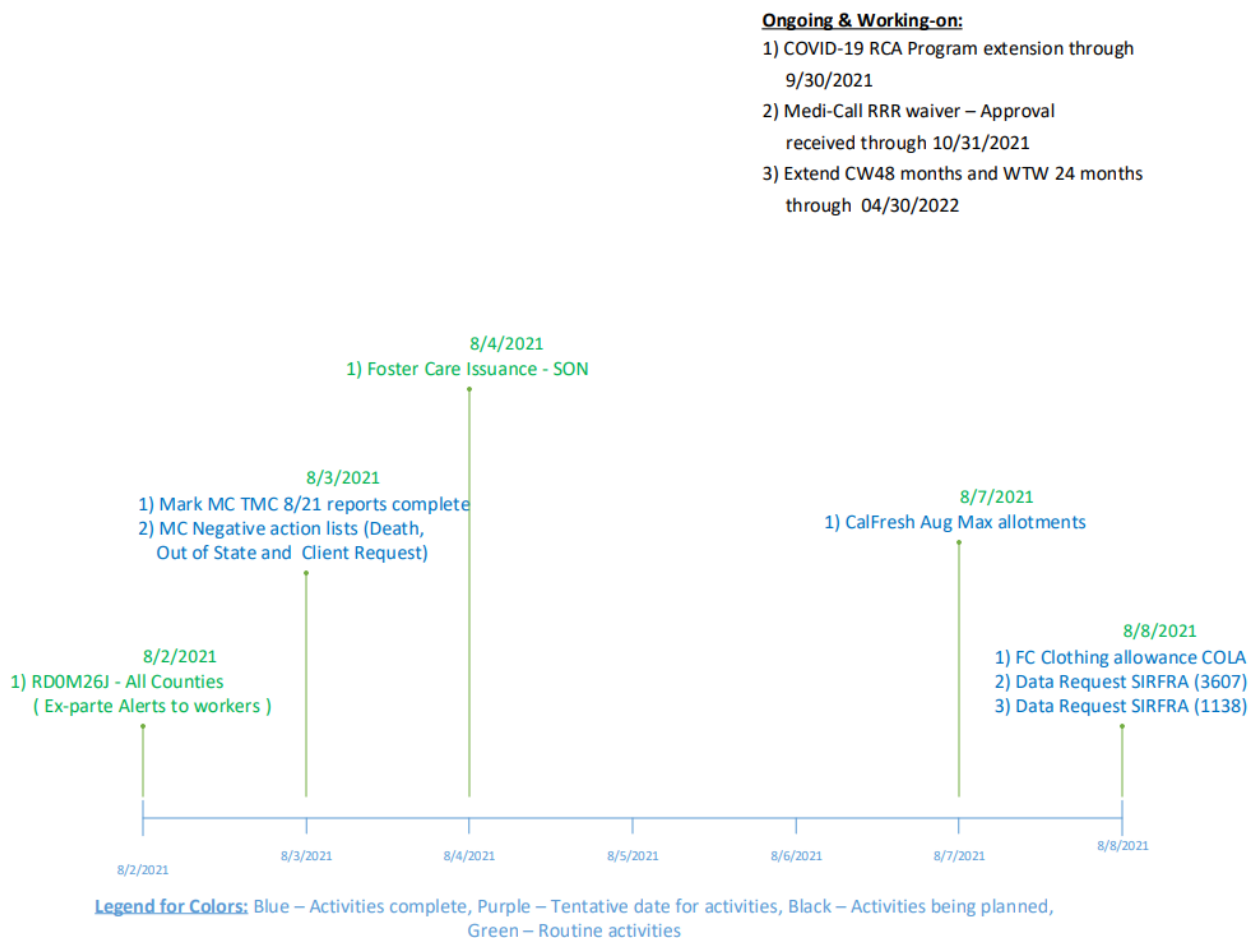 Ongoing & Working-on:
1) COVID-19 RCA Program extension through
9/30/2021
2) Medi-Call RRR waiver – Approval
received through 10/31/2021
3) Extend CW48 months and WTW 24 months
through  04/30/2022
8/4/2021
1) Foster Care Issuance - SON
8/3/2021
1) Mark MC TMC 8/21 reports complete
2) MC Negative action lists (Death,
Out of State and  Client Request)
8/7/2021
1) CalFresh Aug Max allotments
8/2/2021
1) RD0M26J - All Counties
( Ex-parte Alerts to workers )
8/8/2021
1) FC Clothing allowance COLA
2) Data Request SIRFRA (3607)
3) Data Request SIRFRA (1138)
8/2/2021
8/3/2021
8/4/2021
8/5/2021
8/6/2021
8/7/2021
8/8/2021
Legend for Colors: Blue – Activities complete, Purple – Tentative date for activities, Black – Activities being planned,
Green – Routine activities